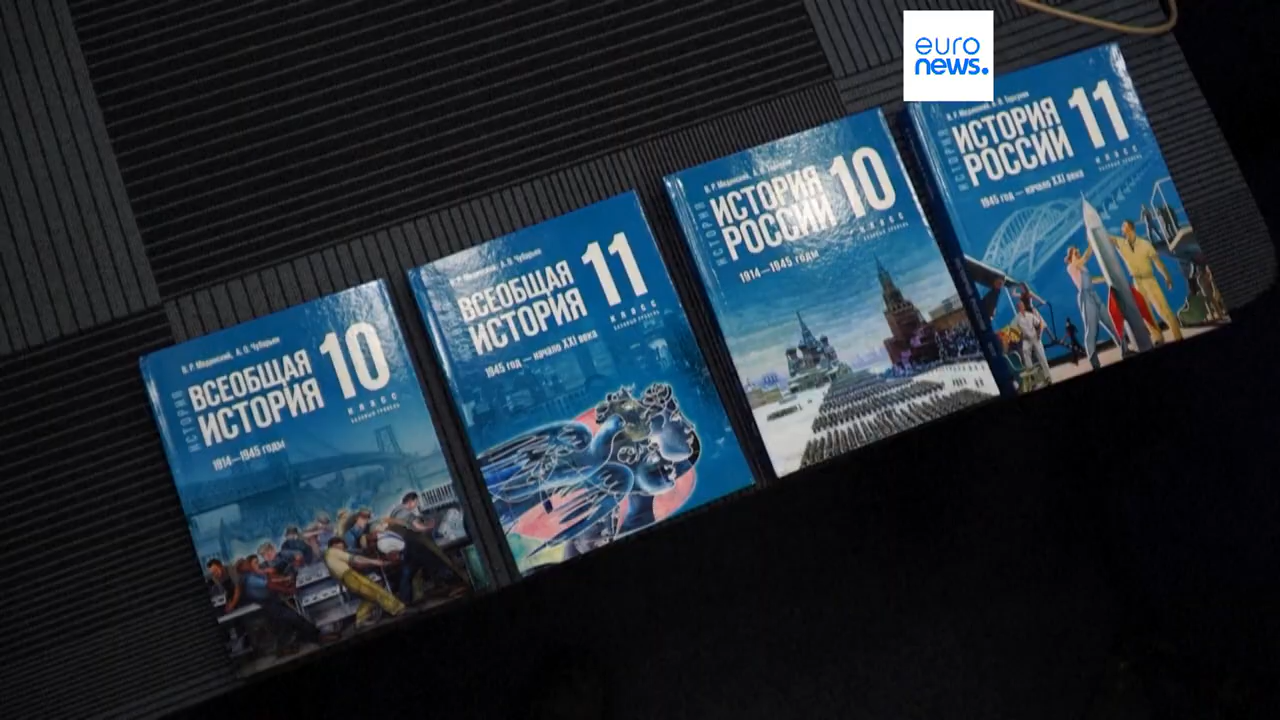 euro
news.
В. Р. Мединский, А. О. Чубарьян
ИСТОРИЯ
ВСЕОБЩАЯ
ИСТОРИЯ
10
КЛАСС
БАЗОВЫЙ УРОВЕНЬ
1914—1945 годы
В. Р. Мединский, А. О. Чубарьян
ИСТОРИЯ
ВСЕОБЩАЯ
ИСТОРИЯ
11
КЛАСС
БАЗОВЫЙ УРОВЕНЬ
1945 год — начало XXI века
В. Р. Мединский, А. В.
ИСТОРИЯ
ИСТОРИЯ
РОССИИ
10
КЛАСС
БАЗОВЫЙ УРОВЕНЬ
1914—1945 годы
В. Р. Мединский, А. В. Торкунов
ИСТОРИЯ
ИСТОРИЯ
РОССИИ
11
КЛАСС
БАЗОВЫЙ УРОВЕНЬ
1945 год — начало XXI века